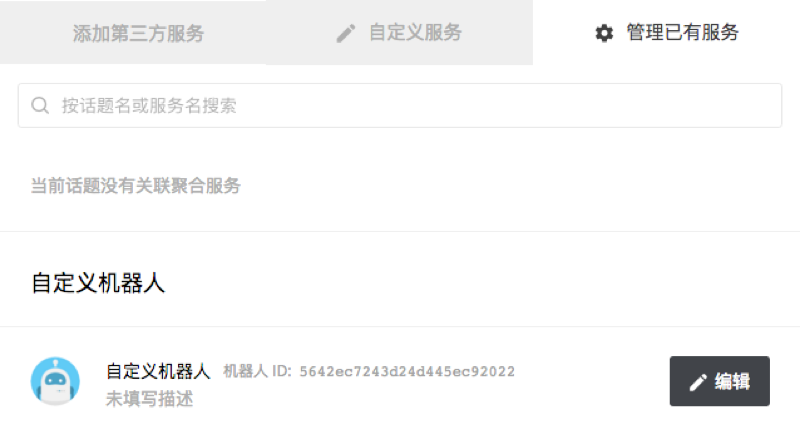 添加第三方服务
自定义服务
管理已有服务
按话题名或服务名搜索
当前话题没有关联聚合服务
自定义机器人
自定义机器人 机器人 ID: 5642ec7243d24d445ec92022
未填写描述
编辑